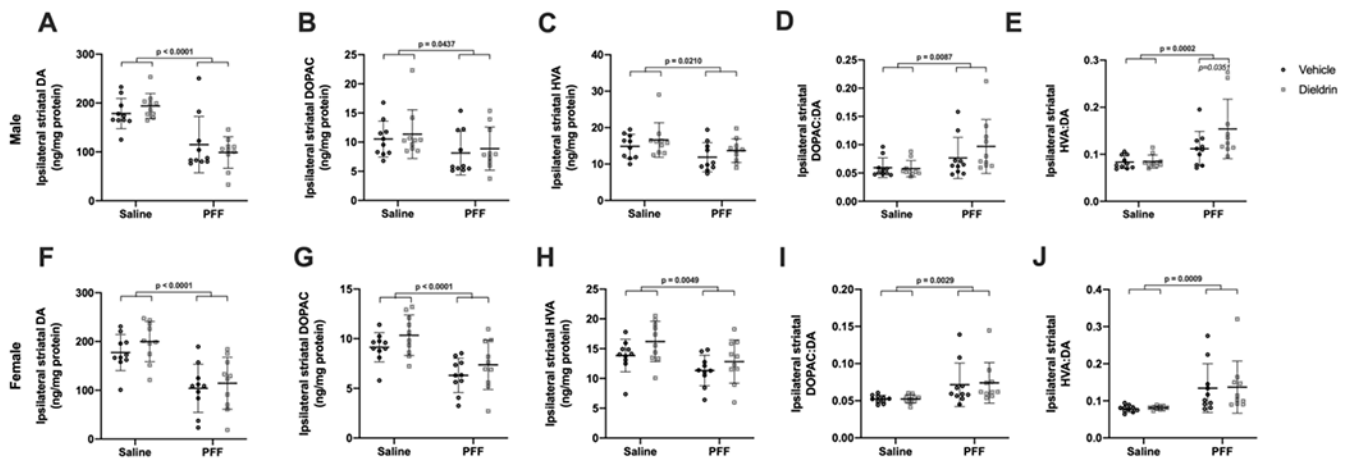 A
Male
Ipsilateral striatal DA
(ng/mg protein)
300
200
100
0
p < 0.0001
Saline
PFF
B
Ipsilateral striatal DOPAC
(ng/mg protein)
25
20
15
10
5
0
p = 0.0437
Saline
PFF
C
Ipsilateral striatal HVA
(ng/mg protein)
40
30
20
10
0
p = 0.0210
Saline
PFF
D
Ipsilateral striatal
DOPAC:DA
0.20
0.15
0.10
0.05
0.00
p = 0.0087
Saline
PFF
E
Ipsilateral striatal
HVA:DA
0.3
0.2
0.1
0.0
p = 0.0002
p=0.0351
Saline
PFF
Vehicle
Dieldrin
F
Female
Ipsilateral striatal DA
(ng/mg protein)
300
200
100
0
p < 0.0001
Saline
PFF
G
Ipsilateral striatal DOPAC
(ng/mg protein)
15
10
5
0
p < 0.0001
Saline
PFF
H
Ipsilateral striatal HVA
(ng/mg protein)
25
20
15
10
5
0
p = 0.0049
Saline
PFF
I
Ipsilateral striatal
DOPAC:DA
0.20
0.15
0.10
0.05
0.00
p = 0.0029
Saline
PFF
J
Ipsilateral striatal
HVA:DA
0.4
0.3
0.2
0.1
0.0
p = 0.0009
Saline
PFF